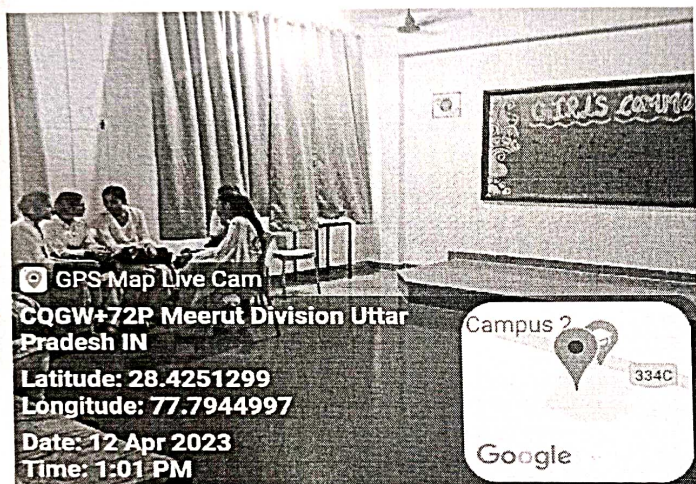 GIRLS COMMO
GPS Map Live Cam
CQGW+72P Meerut Division Uttar
Pradesh IN
Latitude: 28.4251299
Longitude: 77.7944997
Date: 12 Apr 2023
Time: 1:01 PM
Campus 2
334C
Google